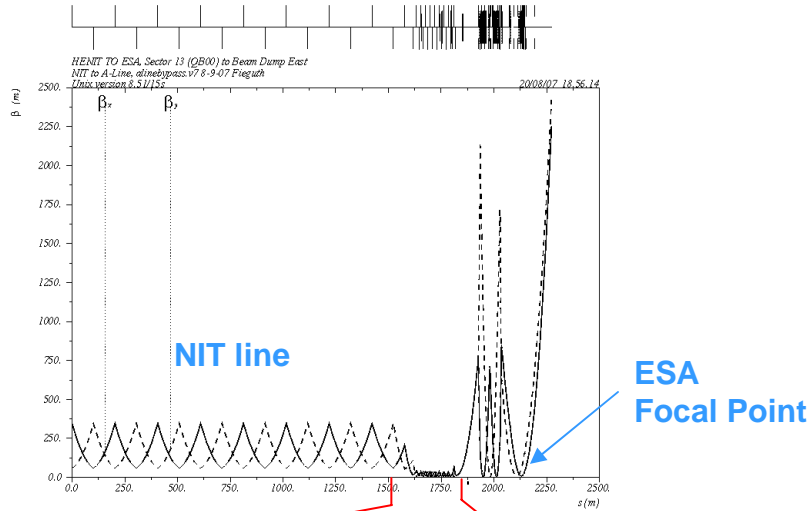 HENIT TO ESA, Sector 13 (QB00) to Beam Dump East
NIT to A-Line, alinebypass.v7 8-9-07 Fieguth
Unix version 8.51/15s 20/08/07 18.56.14
β (m)
2500.
2250.
2000.
1750.
1500.
1250.
1000.
750.
500.
250.
0.0
βx βy
NIT line
ESA
Focal Point
0.0 250. 500. 750. 1000. 1250. 1500. 1750. 2000. 2250. 2500.
s (m)